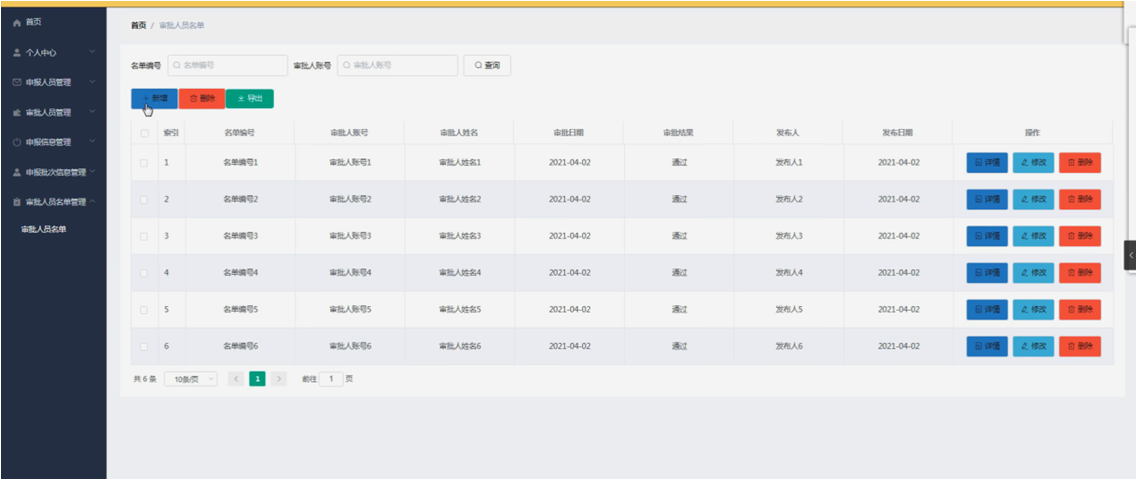 首页
个人中心
申报人员管理
审批人员管理
申报信息管理
申报批次信息管理
审批人员名单管理
审批人员名单
首页 / 审批人员名单
名单编号 名单编号 审批人账号 审批人账号 查询
+ 新增 删除 导出
索引 名单编号 审批人账号 审批人姓名 审批日期 审批结果 发布人 发布日期 操作
1 名单编号1 审批人账号1 审批人姓名1 2021-04-02 通过 发布人1 2021-04-02 详情 修改 删除
2 名单编号2 审批人账号2 审批人姓名2 2021-04-02 通过 发布人2 2021-04-02 详情 修改 删除
3 名单编号3 审批人账号3 审批人姓名3 2021-04-02 通过 发布人3 2021-04-02 详情 修改 删除
4 名单编号4 审批人账号4 审批人姓名4 2021-04-02 通过 发布人4 2021-04-02 详情 修改 删除
5 名单编号5 审批人账号5 审批人姓名5 2021-04-02 通过 发布人5 2021-04-02 详情 修改 删除
6 名单编号6 审批人账号6 审批人姓名6 2021-04-02 通过 发布人6 2021-04-02 详情 修改 删除
共 6 条 10条/页 < 1 > 前往 1 页